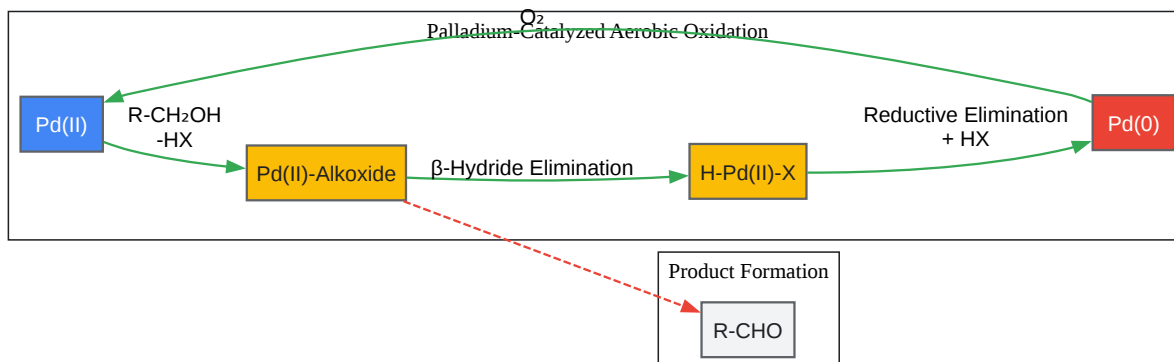 O₂
Palladium-Catalyzed Aerobic Oxidation
Pd(II)
R-CH₂OH
-HX
Pd(II)-Alkoxide
β-Hydride Elimination
H-Pd(II)-X
Reductive Elimination
+ HX
Pd(0)
Product Formation
R-CHO